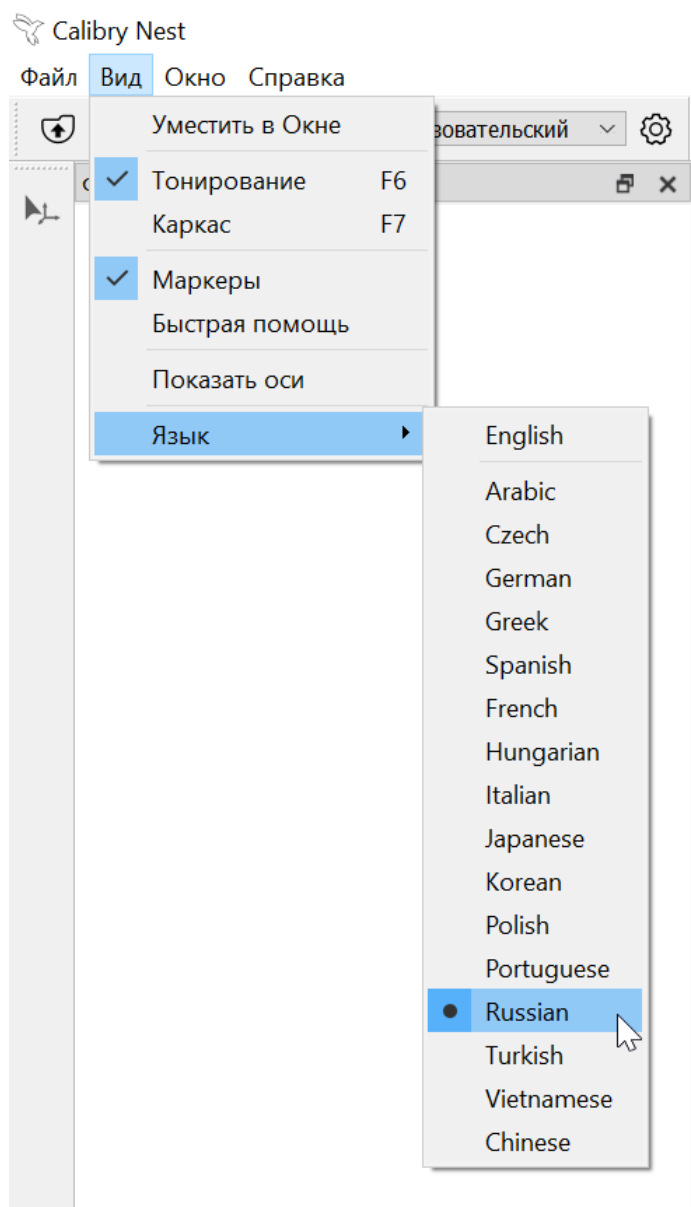 Calibry Nest
Файл Вид Окно Справка
Уместить в Окне
Тонирование F6
Каркас F7
Маркеры
Быстрая помощь
Показать оси
Язык
English
Arabic
Czech
German
Greek
Spanish
French
Hungarian
Italian
Japanese
Korean
Polish
Portuguese
Russian
Turkish
Vietnamese
Chinese